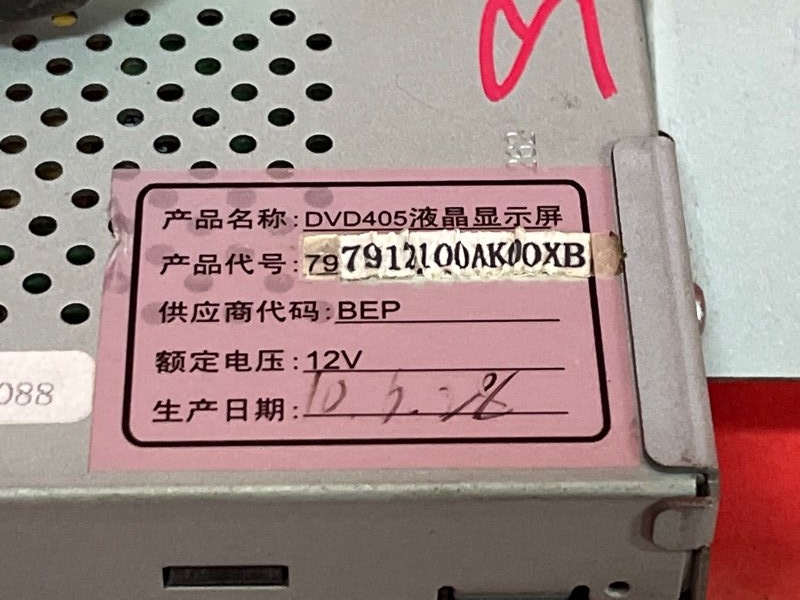 产品名称:DVD405液晶显示屏
产品代号:797912100AK00XB
供应商代码:BEP
额定电压:12V
生产日期:10.
088